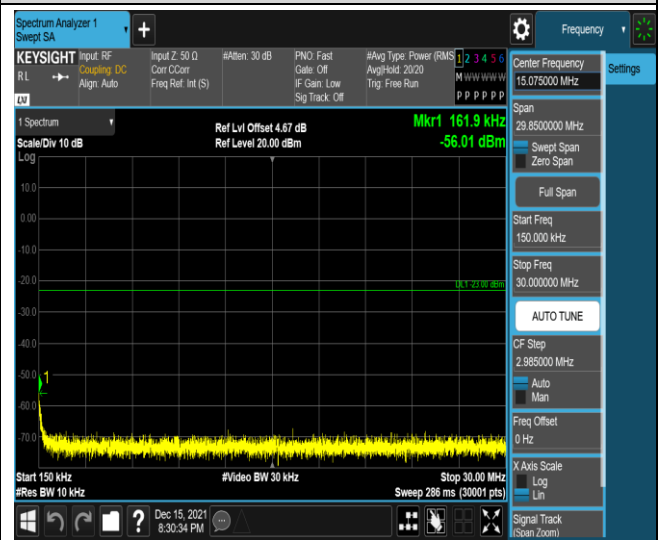 Spectrum Analyzer 1
Swept SA
+
Frequency
KEYSIGHT
RL
LXI
Input: RF
Coupling: DC
Align: Auto
Input Z: 50 Ω
Corr CCorr
Freq Ref: Int (S)
#Atten: 30 dB
PNO: Fast
Gate: Off
IF Gain: Low
Sig Track: Off
#Avg Type: Power (RMS
Avg|Hold: 20/20
Trig: Free Run
1 2 3 4 5 6
M W W W W W
P P P P P P
Center Frequency
15.075000 MHz
Settings
Span
29.8500000 MHz
Swept Span
Zero Span
Full Span
Start Freq
150.000 kHz
Stop Freq
30.000000 MHz
AUTO TUNE
CF Step
2.985000 MHz
Auto
Man
Freq Offset
0 Hz
X Axis Scale
Log
Lin
Signal Track
(Span Zoom)
1 Spectrum
Scale/Div 10 dB
Log
Ref Lvl Offset 4.67 dB
Ref Level 20.00 dBm
Mkr1 161.9 kHz
-56.01 dBm
10.0
0.00
-10.0
-20.0
DL1 -23.00 dBm
-30.0
-40.0
-50.0
1
-60.0
-70.0
Start 150 kHz
#Video BW 30 kHz
Stop 30.00 MHz
#Res BW 10 kHz
Sweep 286 ms (30001 pts)
?
Dec 15, 2021
8:30:34 PM